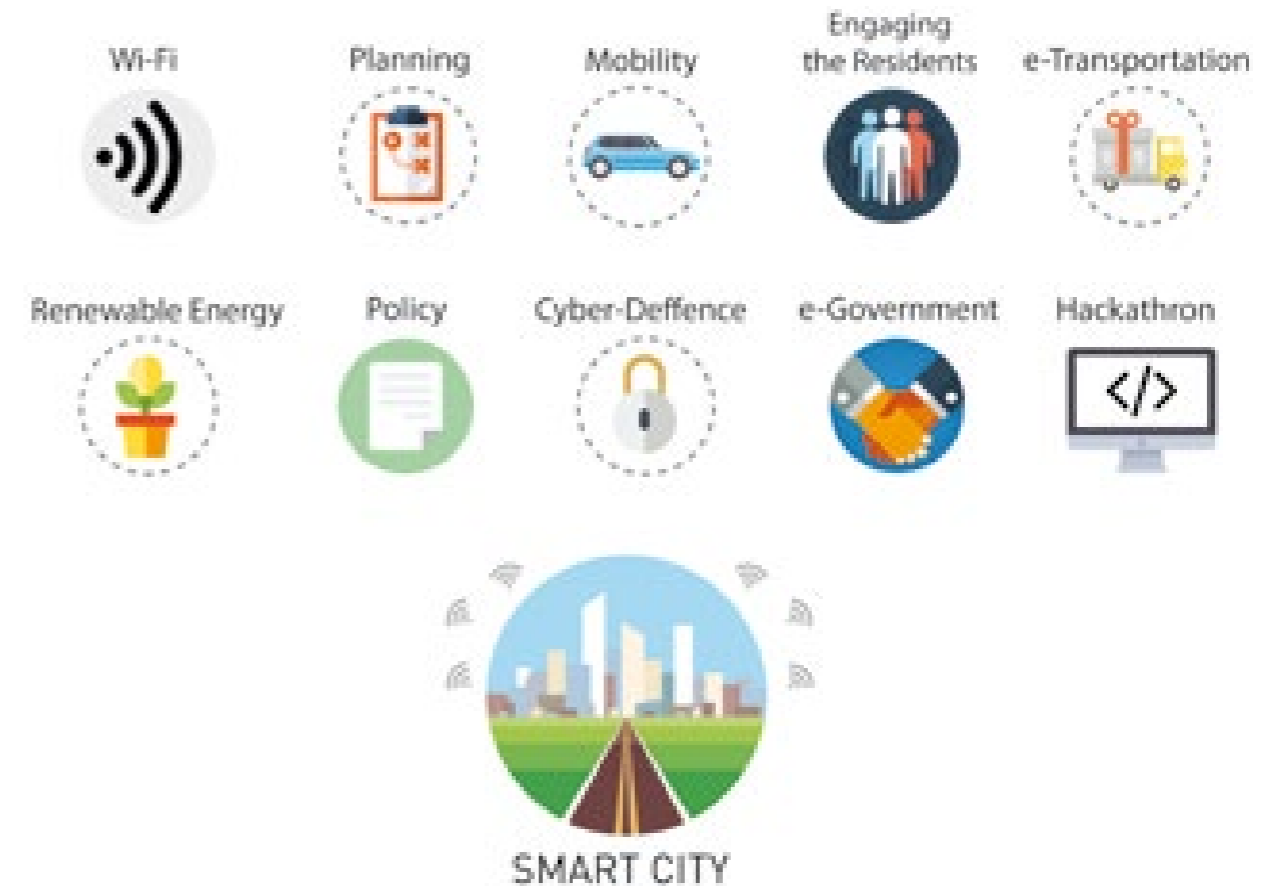 Wi-Fi
Planning
Mobility
Engaging
the Residents
e-Transportation
Renewable Energy
Policy
Cyber-Deffence
e-Government
Hackathron
</>
SMART CITY